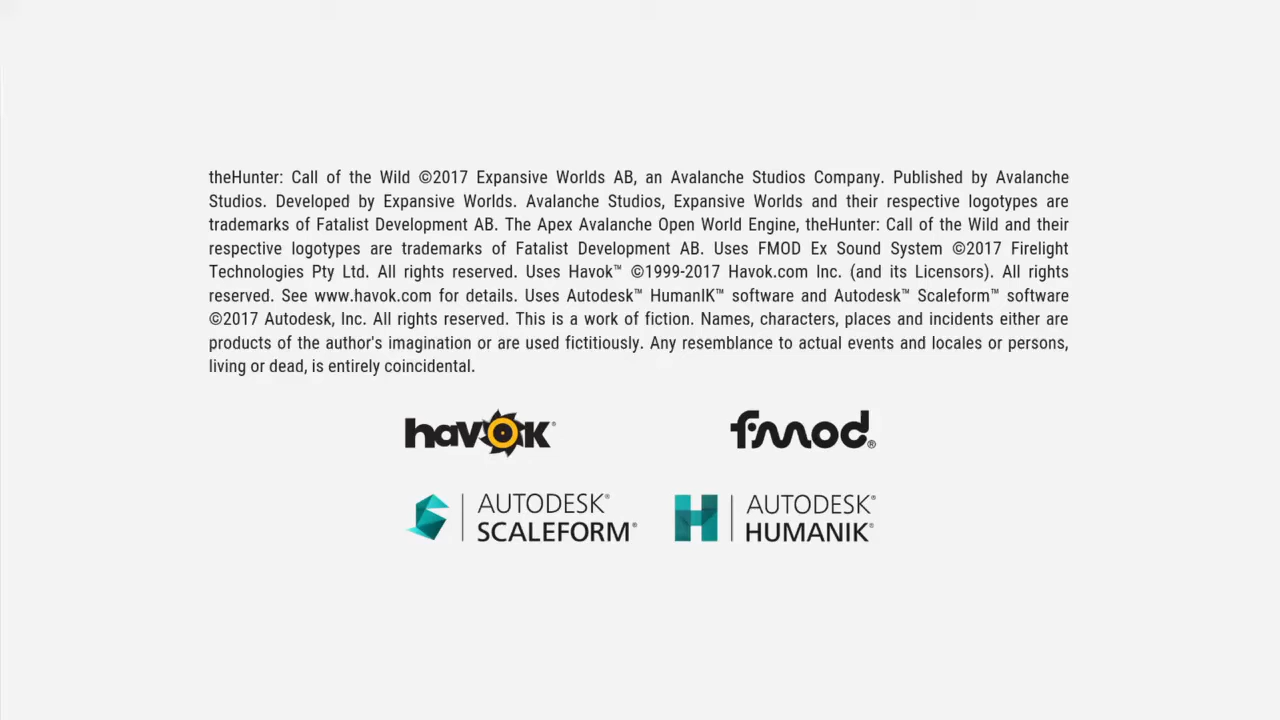 theHunter: Call of the Wild ©2017 Expansive Worlds AB, an Avalanche Studios Company. Published by Avalanche
Studios. Developed by Expansive Worlds. Avalanche Studios, Expansive Worlds and their respective logotypes are
trademarks of Fatalist Development AB. The Apex Avalanche Open World Engine, theHunter: Call of the Wild and their
respective logotypes are trademarks of Fatalist Development AB. Uses FMOD Ex Sound System ©2017 Firelight
Technologies Pty Ltd. All rights reserved. Uses Havok™ ©1999-2017 Havok.com Inc. (and its Licensors). All rights
reserved. See www.havok.com for details. Uses Autodesk™ HumanIK™ software and Autodesk™ Scaleform™ software
©2017 Autodesk, Inc. All rights reserved. This is a work of fiction. Names, characters, places and incidents either are
products of the author's imagination or are used fictitiously. Any resemblance to actual events and locales or persons,
living or dead, is entirely coincidental.
havok®
fmod®
AUTODESK®
SCALEFORM®
AUTODESK®
HUMANIK®